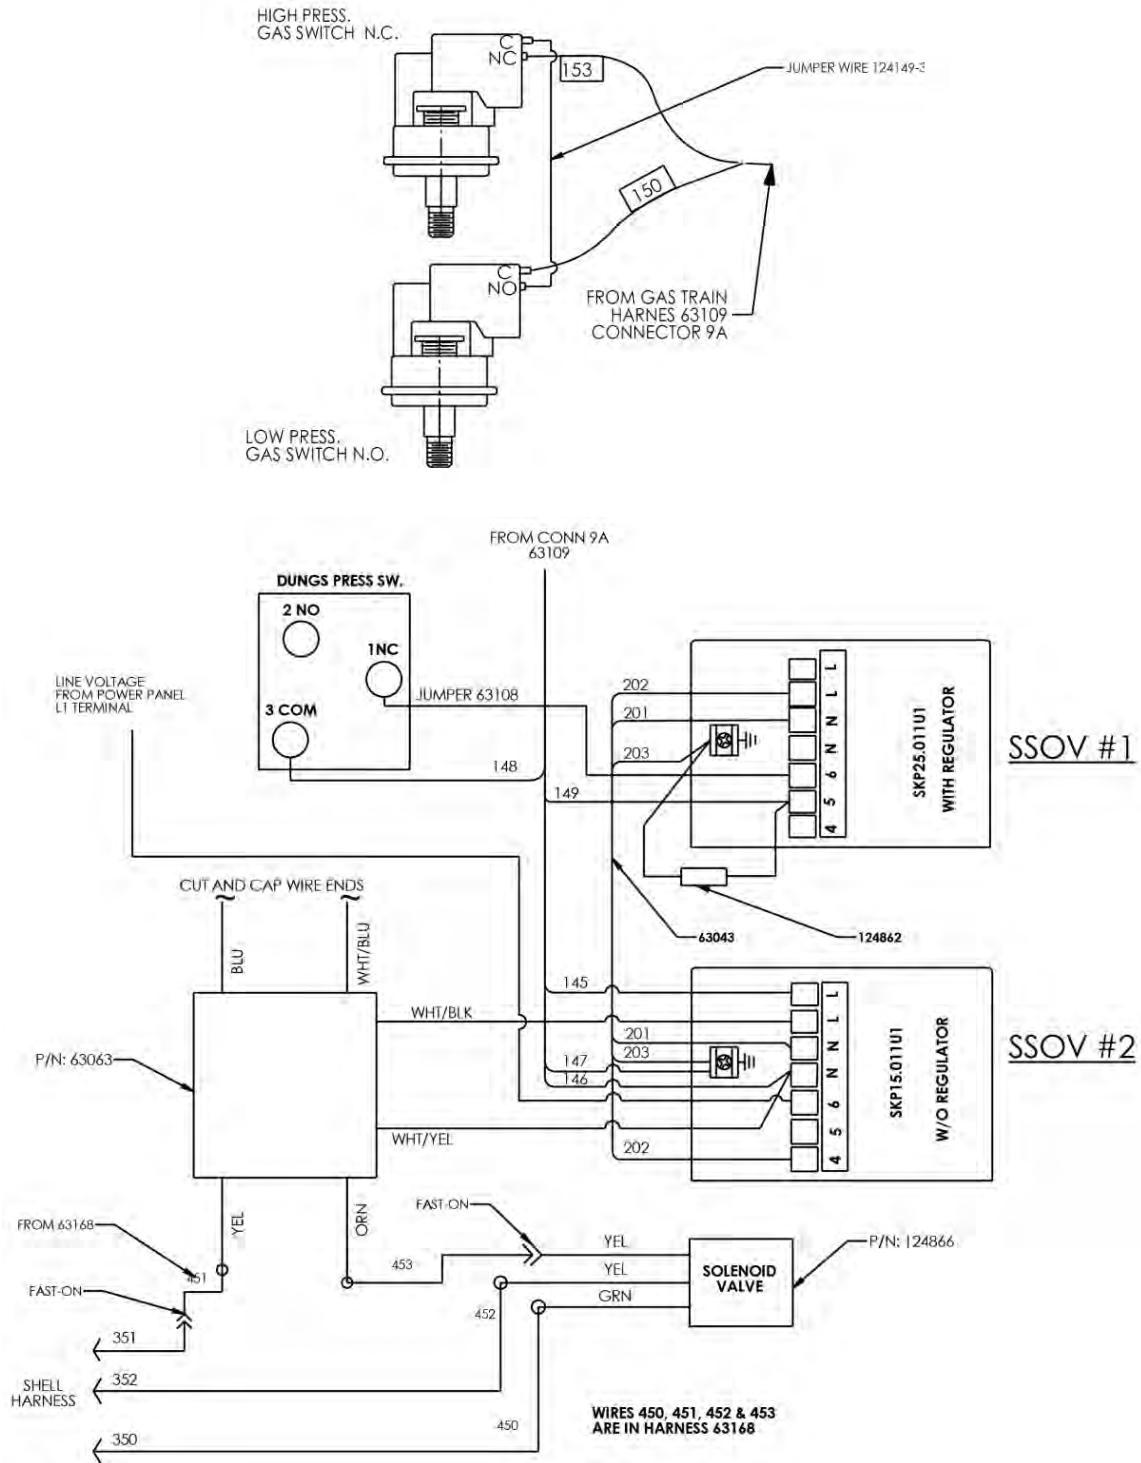 HIGH PRESS.
GAS SWITCH N.C.
C
NC
153
JUMPER WIRE 124149-3
150
C
NO
FROM GAS TRAIN
HARNES 63109
CONNECTOR 9A
LOW PRESS.
GAS SWITCH N.O.
FROM CONN 9A
63109
DUNGS PRESS SW.
2 NO
1NC
3 COM
LINE VOLTAGE
FROM POWER PANEL
L1 TERMINAL
JUMPER 63108
148
149
202
201
203
L
L
N
N
6
5
4
SKP25.011U1
WITH REGULATOR
SSOV #1
63043
124862
CUT AND CAP WIRE ENDS
BLU
WHT/BLU
WHT/BLK
P/N: 63063
WHT/YEL
145
201
203
147
146
202
L
L
N
N
6
5
4
SKP15.011U1
W/O REGULATOR
SSOV #2
YEL
ORN
FROM 63168
451
FAST-ON
351
453
FAST-ON
YEL
YEL
GRN
SOLENOID
VALVE
P/N: 124866
452
352
SHELL
HARNESS
450
350
WIRES 450, 451, 452 & 453
ARE IN HARNESS 63168